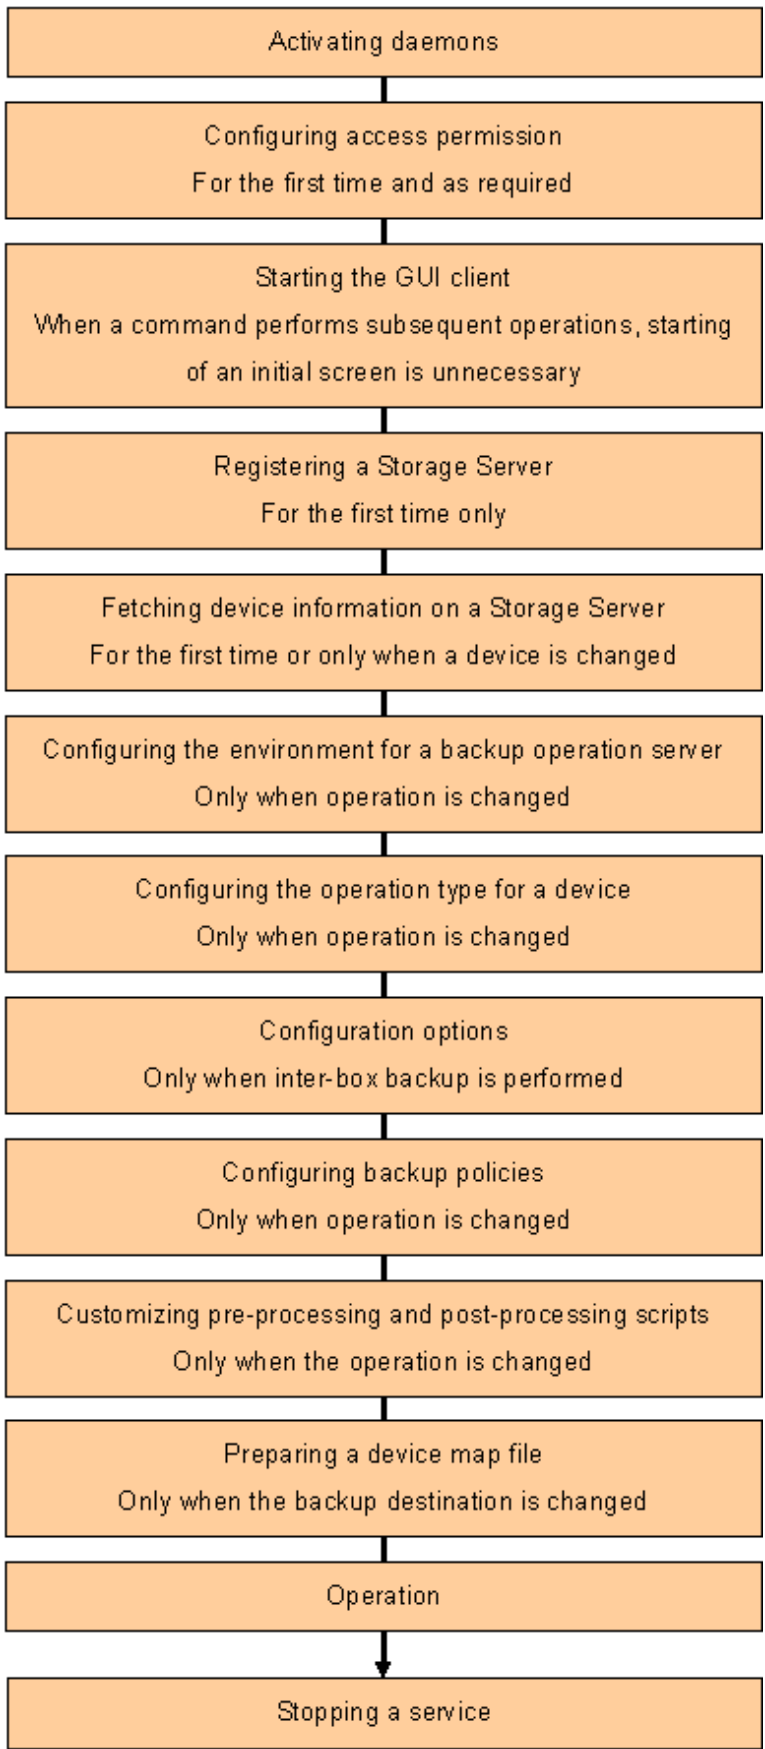 Activating daemons
Configuring access permission
For the first time and as required
Starting the GUI client
When a command performs subsequent operations, starting
of an initial screen is unnecessary
Registering a Storage Server
For the first time only
Fetching device information on a Storage Server
For the first time or only when a device is changed
Configuring the environment for a backup operation server
Only when operation is changed
Configuring the operation type for a device
Only when operation is changed
Configuration options
Only when inter-box backup is performed
Configuring backup policies
Only when operation is changed
Customizing pre-processing and post-processing scripts
Only when the operation is changed
Preparing a device map file
Only when the backup destination is changed
Operation
Stopping a service